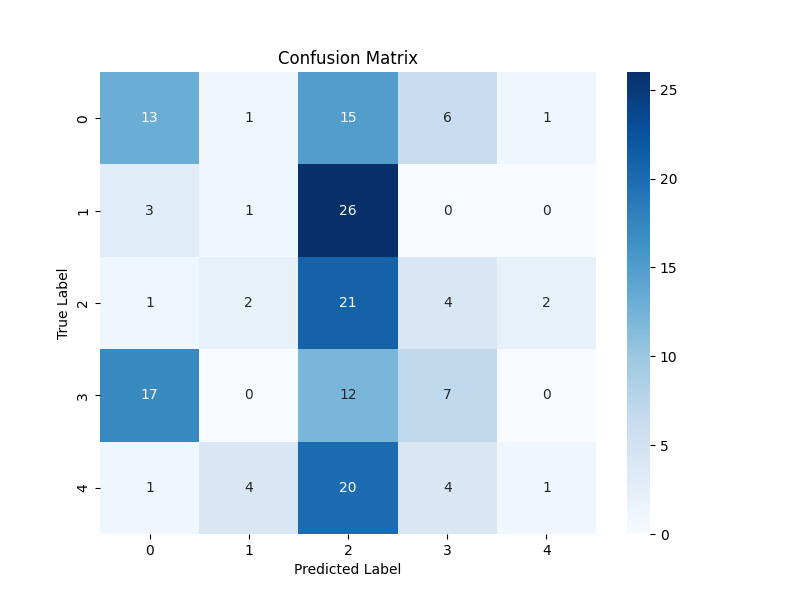 Confusion Matrix
True Label
0 13 1 15 6 1
1 3 1 26 0 0
2 1 2 21 4 2
3 17 0 12 7 0
4 1 4 20 4 1
0 1 2 3 4
Predicted Label
25
20
15
10
5
0